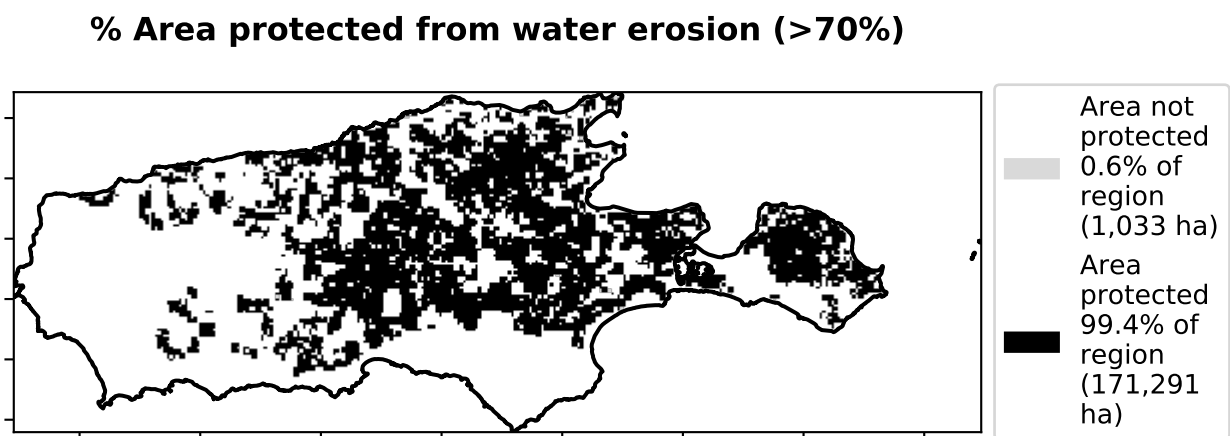 % Area protected from water erosion (>70%)
Area not
protected
0.6% of
region
(1,033 ha)
Area
protected
99.4% of
region
(171,291
ha)